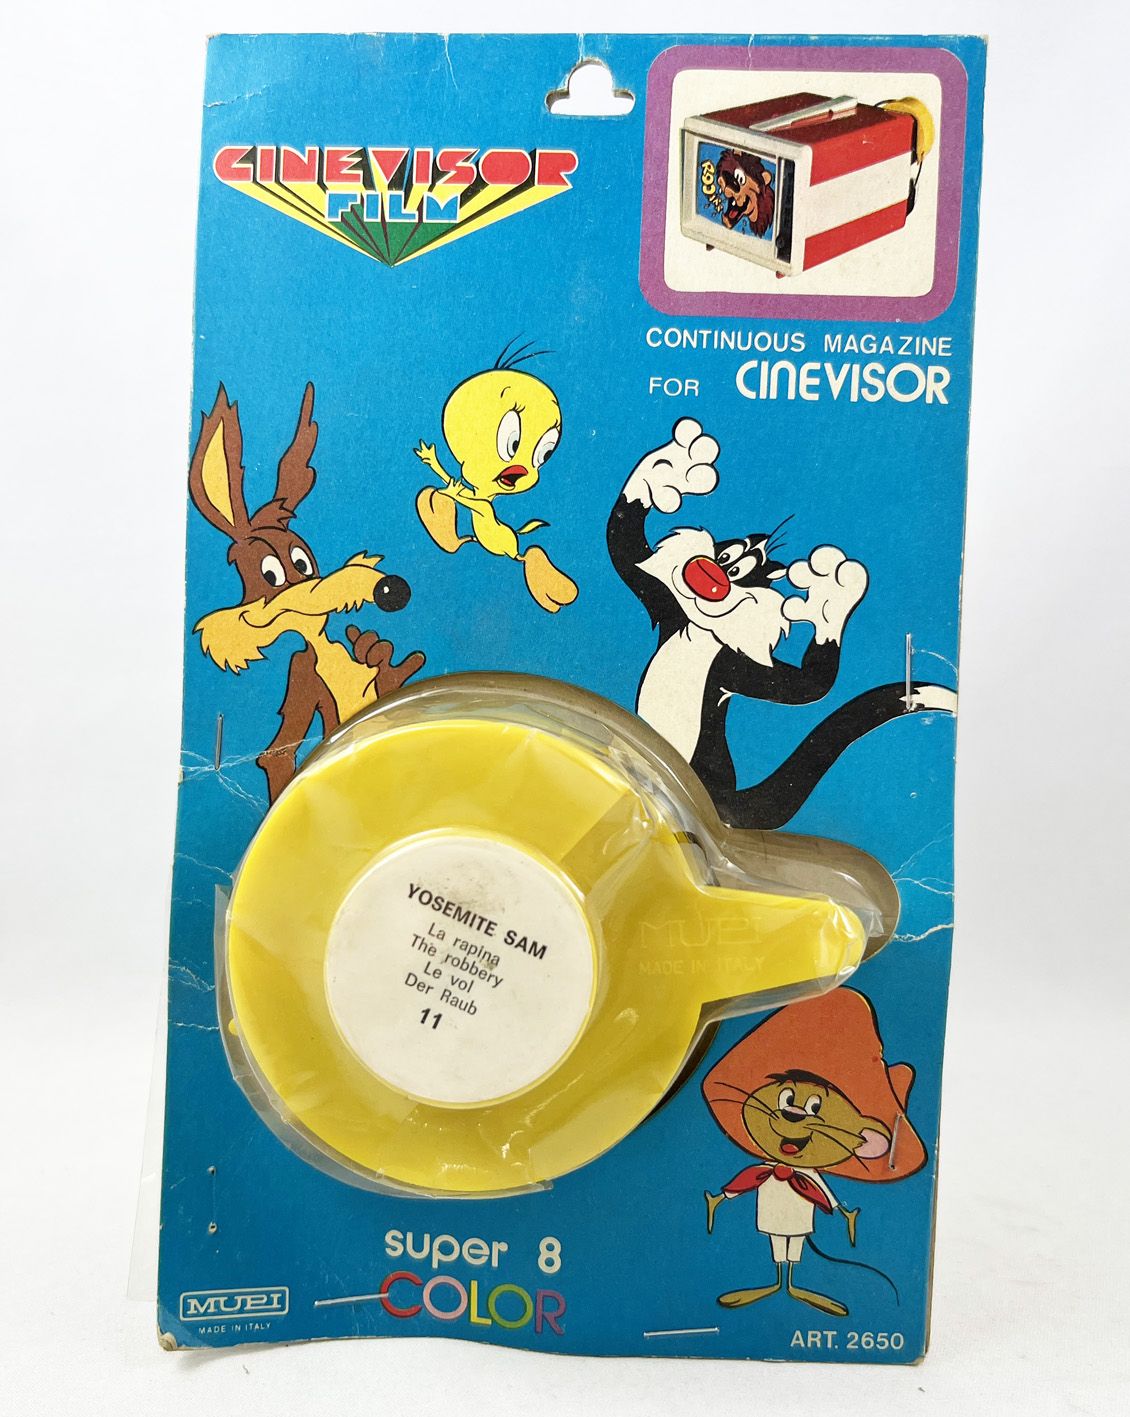 CINEVISOR
FILM
CONTINUOUS MAGAZINE
FOR CINEVISOR
YOSEMITE SAM
La rapina
The robbery
Le vol
Der Raub
11
MUPI
MADE IN ITALY
super 8
COLOR
MUPI
MADE IN ITALY
ART. 2650